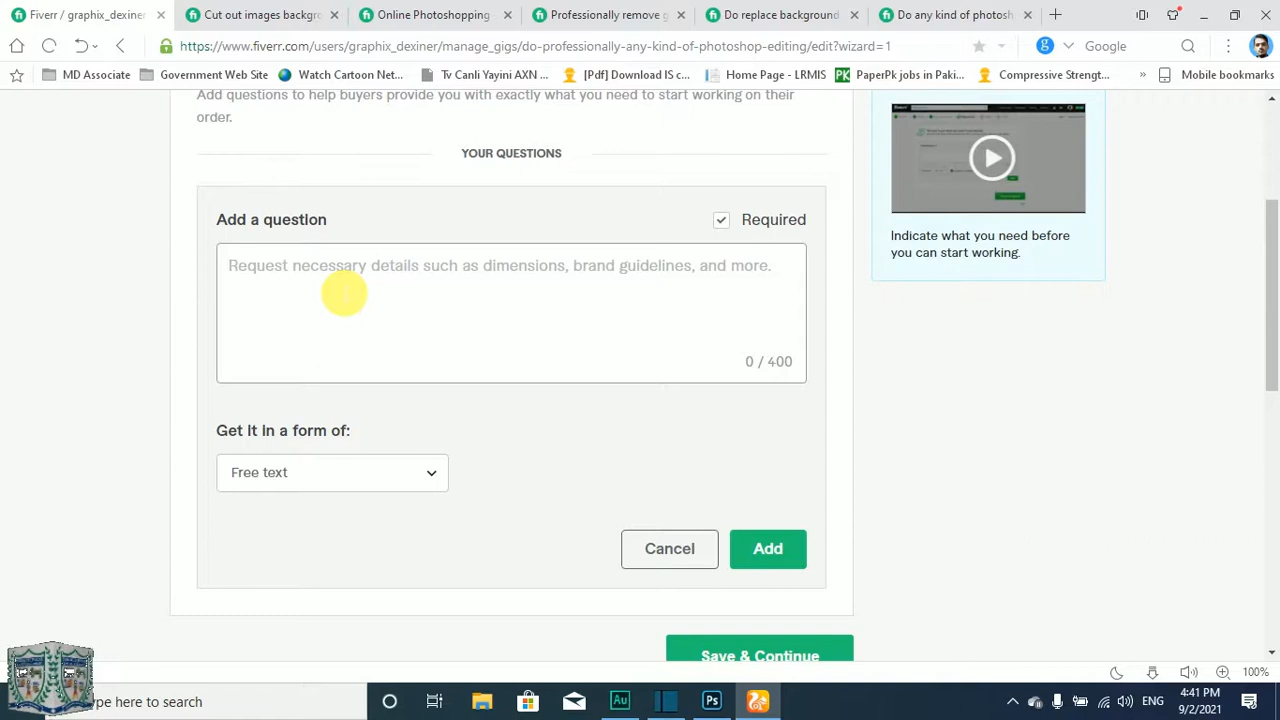 Fiverr / graphix_dexiner
Cut out images backgro
Online Photoshopping
Professionally remove g
Do replace background
Do any kind of photosh
https://www.fiverr.com/users/graphix_dexiner/manage_gigs/do-professionally-any-kind-of-photoshop-editing/edit?wizard=1
Google
MD Associate
Government Web Site
Watch Cartoon Net...
Tv Canli Yayini AXN ...
[Pdf] Download IS c...
Home Page - LRMIS
PK PaperPk jobs in Paki...
Compressive Strengt...
»
Mobile bookmarks
Add questions to help buyers provide you with exactly what you need to start working on their
order.
YOUR QUESTIONS
Add a question
Required
Request necessary details such as dimensions, brand guidelines, and more.
0 / 400
Get it in a form of:
Free text
Cancel
Add
Save & Continue
Indicate what you need before
you can start working.
100%
ype here to search
Au
Ps
ENG
4:41 PM
9/2/2021